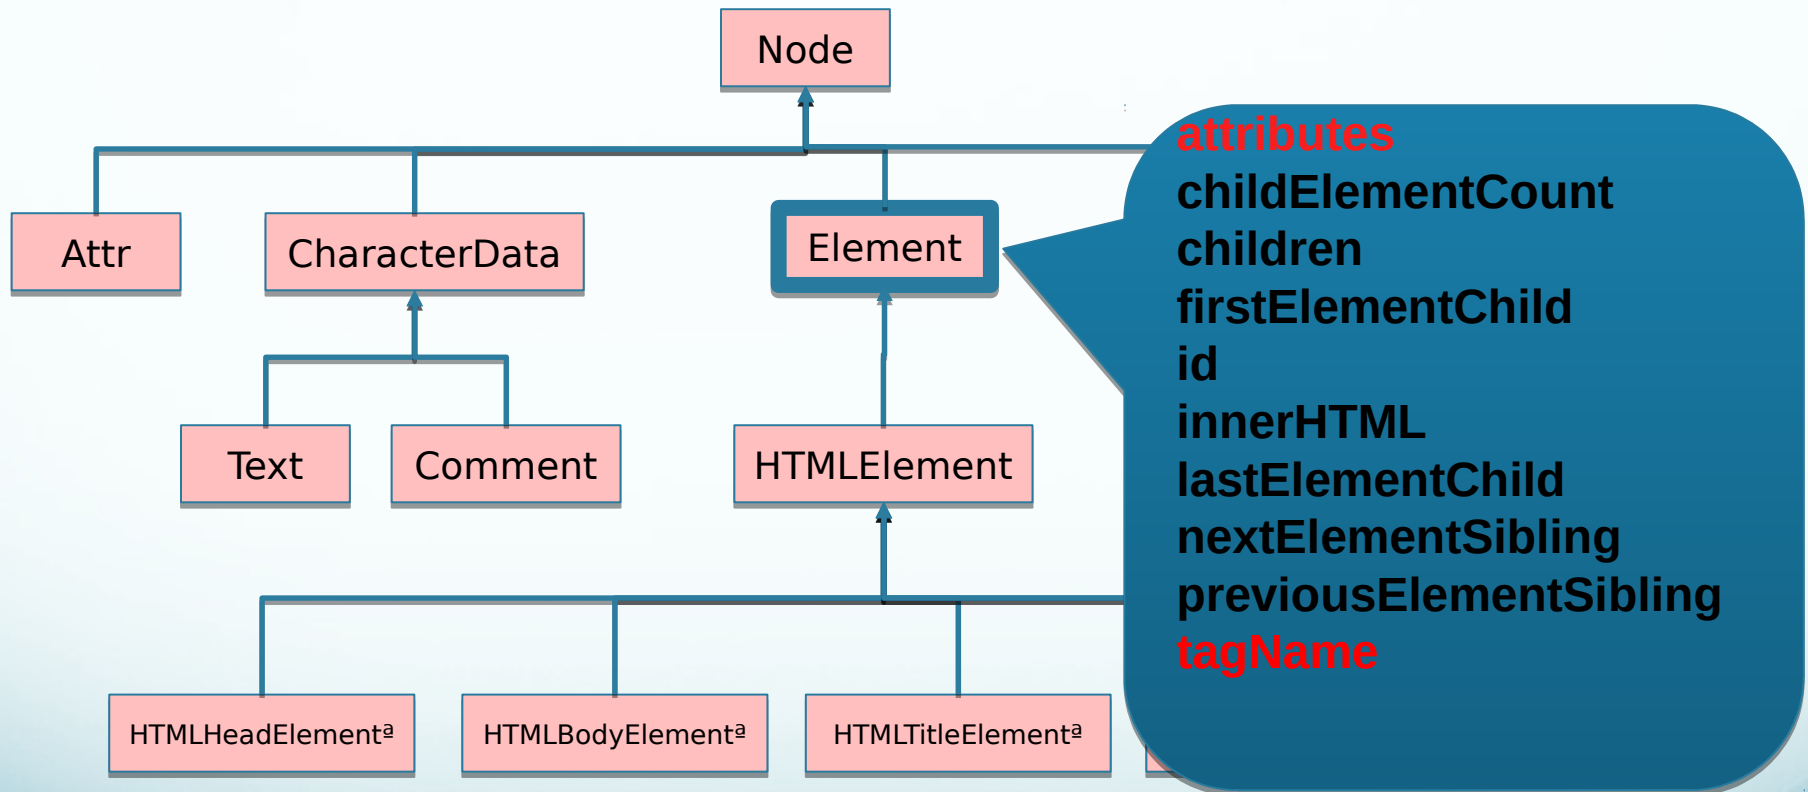 Node
Attr
CharacterData
Element
Text
Comment
HTMLElement
HTMLHeadElementª
HTMLBodyElementª
HTMLTitleElementª
attributes
childElementCount
children
firstElementChild
id
innerHTML
lastElementChild
nextElementSibling
previousElementSibling
tagName